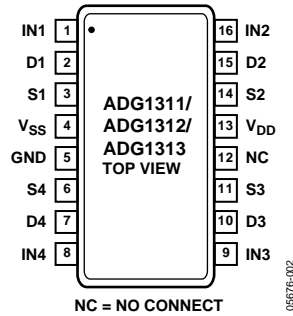 IN1 1 16 IN2
D1 2 15 D2
S1 3 14 S2
VSS 4 13 VDD
GND 5 12 NC
S4 6 11 S3
D4 7 10 D3
IN4 8 9 IN3
ADG1311/
ADG1312/
ADG1313
TOP VIEW
NC = NO CONNECT
05676-002